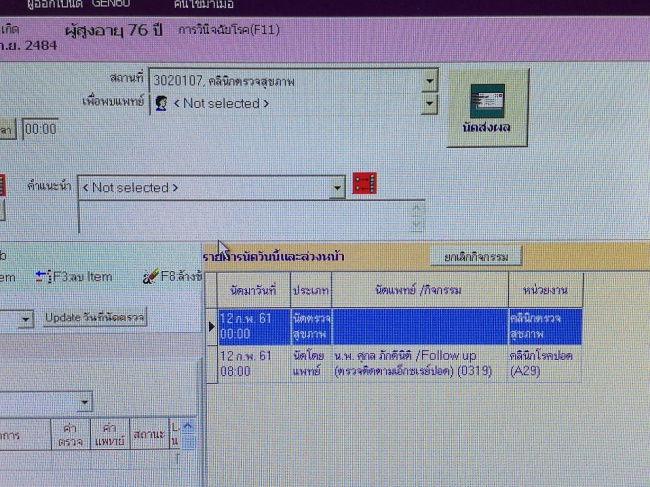 ผู้ออกใบนัด GEN60 คนไข้มาเมื่อ
เกิด ผู้สูงอายุ 76 ปี การวินิจฉัยโรค(F11)
ก.ย. 2484
สถานที่ 3020107, คลินิกตรวจสุขภาพ
เพื่อพบแพทย์ < Not selected >
00:00
นัดส่งผล
คำแนะนำ < Not selected >
รายการนัดวันนี้และล่วงหน้า ยกเลิกกิจกรรม
F3:ลบ Item F8:ล้างข้
นัดมาวันที่ ประเภท นัดแพทย์ /กิจกรรม หน่วยงาน
Update วันที่นัดตรวจ
12 ก.พ. 61 นัดตรวจ คลินิกตรวจ
00:00 สุขภาพ สุขภาพ
12 ก.พ. 61 นัดโดย น.พ. ศุกล ภักดีนิติ /Follow up คลินิกโรคปอด
08:00 แพทย์ (ตรวจติดตามเอ็กซเรย์ปอด) (0319) (A29)
การ ค่า ค่า สถานะ
ตรวจ แพทย์